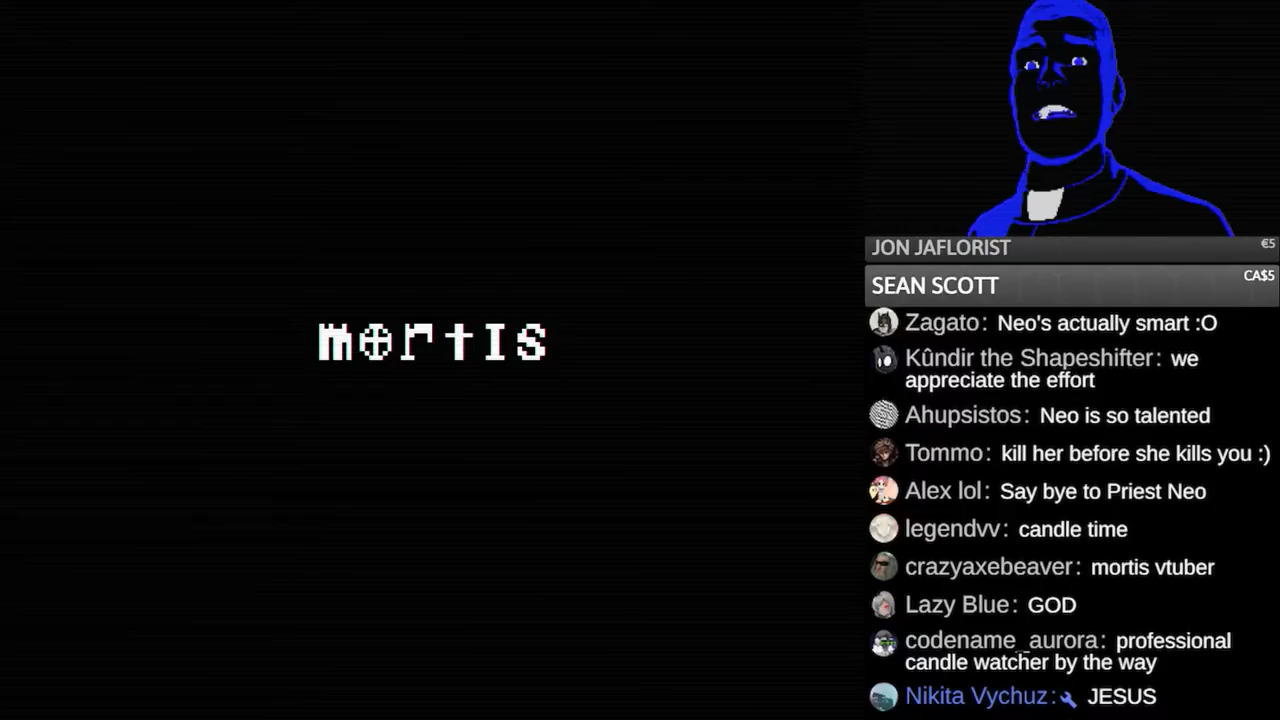 mortis
JON JAFLORIST €5
SEAN SCOTT CA$5
Zagato: Neo's actually smart :O
Kûndir the Shapeshifter: we
appreciate the effort
Ahupsistos: Neo is so talented
Tommo: kill her before she kills you :)
Alex lol: Say bye to Priest Neo
legendvv: candle time
crazyaxebeaver: mortis vtuber
Lazy Blue: GOD
codename_aurora: professional
candle watcher by the way
Nikita Vychuz: JESUS